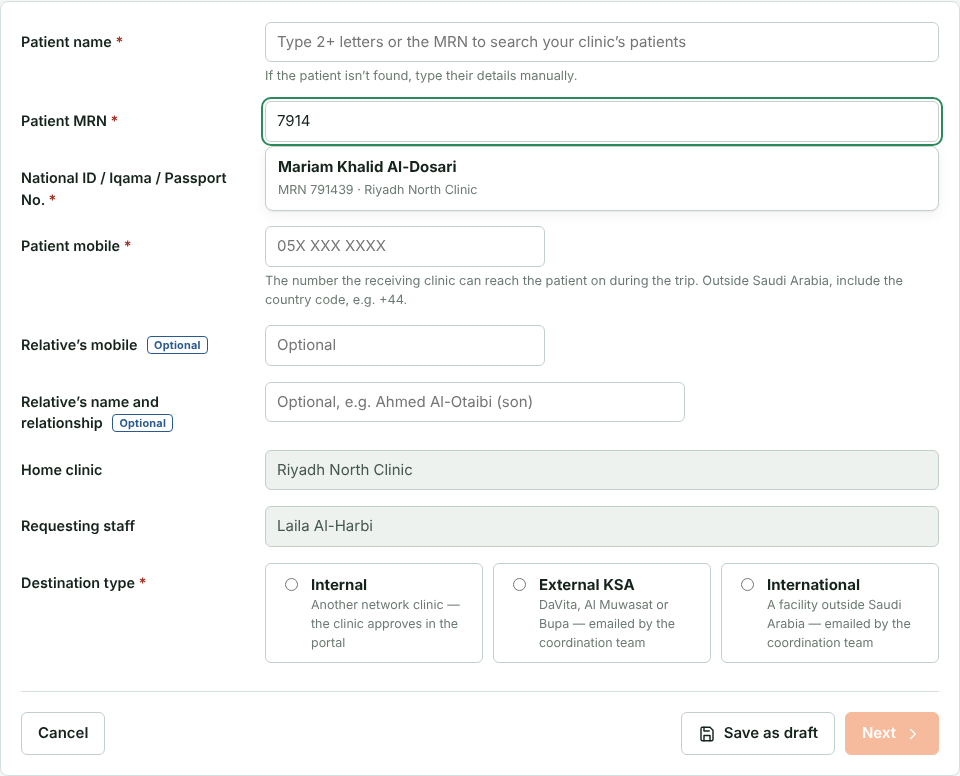 Patient name *
Type 2+ letters or the MRN to search your clinic’s patients
If the patient isn’t found, type their details manually.
Patient MRN *
7914
Mariam Khalid Al-Dosari
MRN 791439 · Riyadh North Clinic
National ID / Iqama / Passport
No. *
Patient mobile *
05X XXX XXXX
The number the receiving clinic can reach the patient on during the trip. Outside Saudi Arabia, include the
country code, e.g. +44.
Relative’s mobile Optional
Optional
Relative’s name and
relationship Optional
Optional, e.g. Ahmed Al-Otaibi (son)
Home clinic
Riyadh North Clinic
Requesting staff
Laila Al-Harbi
Destination type *
Internal
Another network clinic —
the clinic approves in the
portal
External KSA
DaVita, Al Muwasat or
Bupa — emailed by the
coordination team
International
A facility outside Saudi
Arabia — emailed by the
coordination team
Cancel
Save as draft
Next